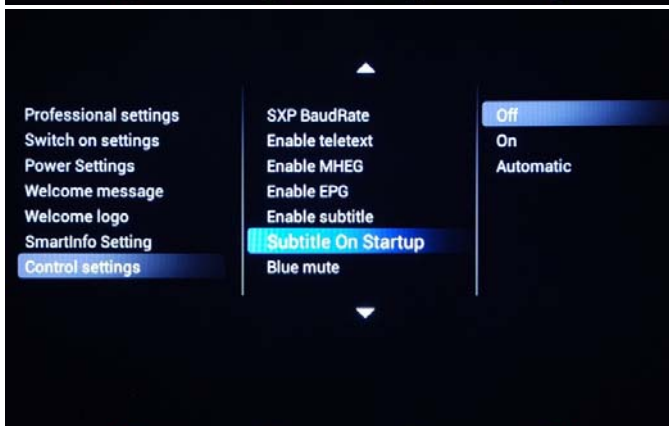 Professional settings
Switch on settings
Power Settings
Welcome message
Welcome logo
SmartInfo Setting
Control settings
SXP BaudRate
Enable teletext
Enable MHEG
Enable EPG
Enable subtitle
Subtitle On Startup
Blue mute
Off
On
Automatic